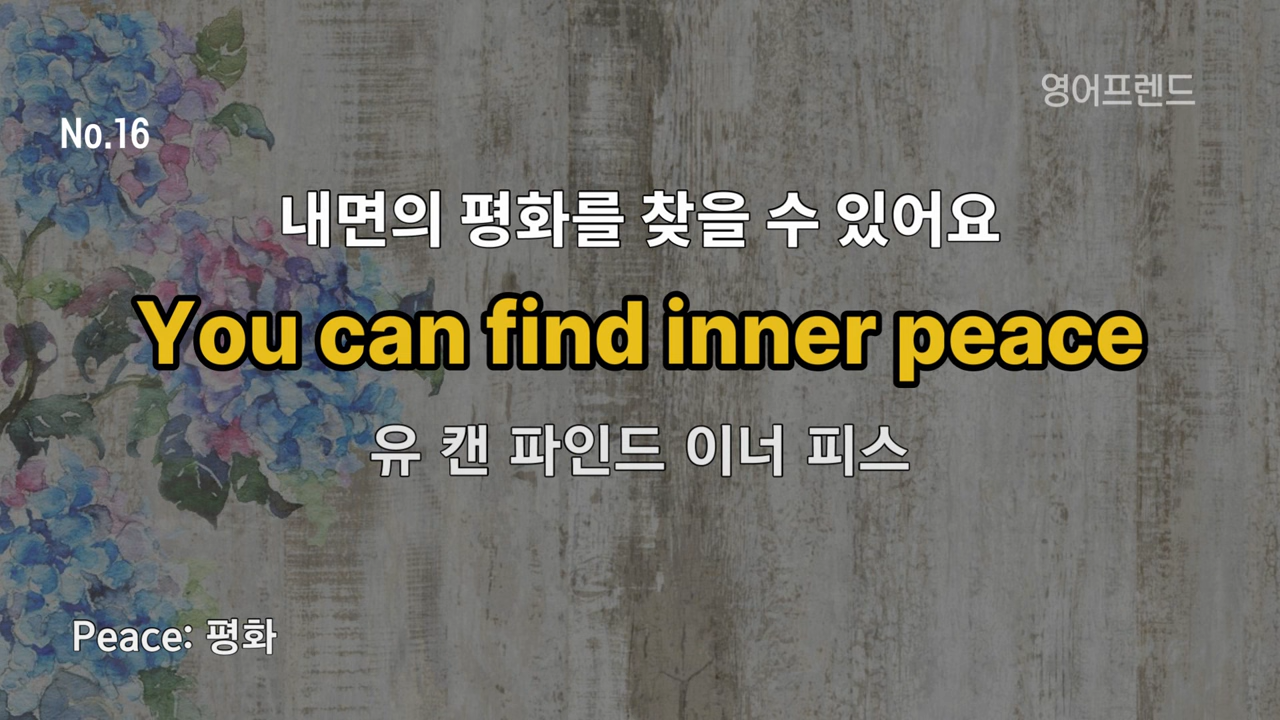 영어프렌드
No.16
내면의 평화를 찾을 수 있어요
You can find inner peace
유 캔 파인드 이너 피스
Peace: 평화